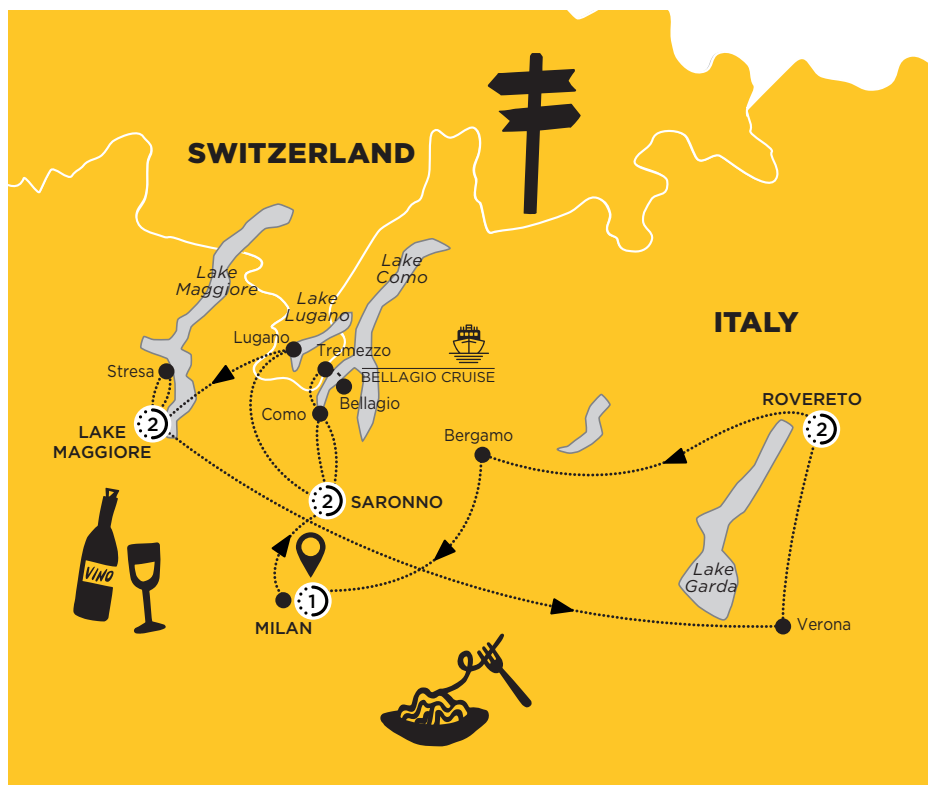 SWITZERLAND
Lake
Maggiore
Lake
Como
Lake
Lugano
Lugano
Tremezzo
ITALY
Stresa
BELLAGIO CRUISE
Bellagio
Como
ROVERETO
2
LAKE
MAGGIORE
2
Bergamo
2
SARONNO
VINO
Lake
Garda
1
MILAN
Verona